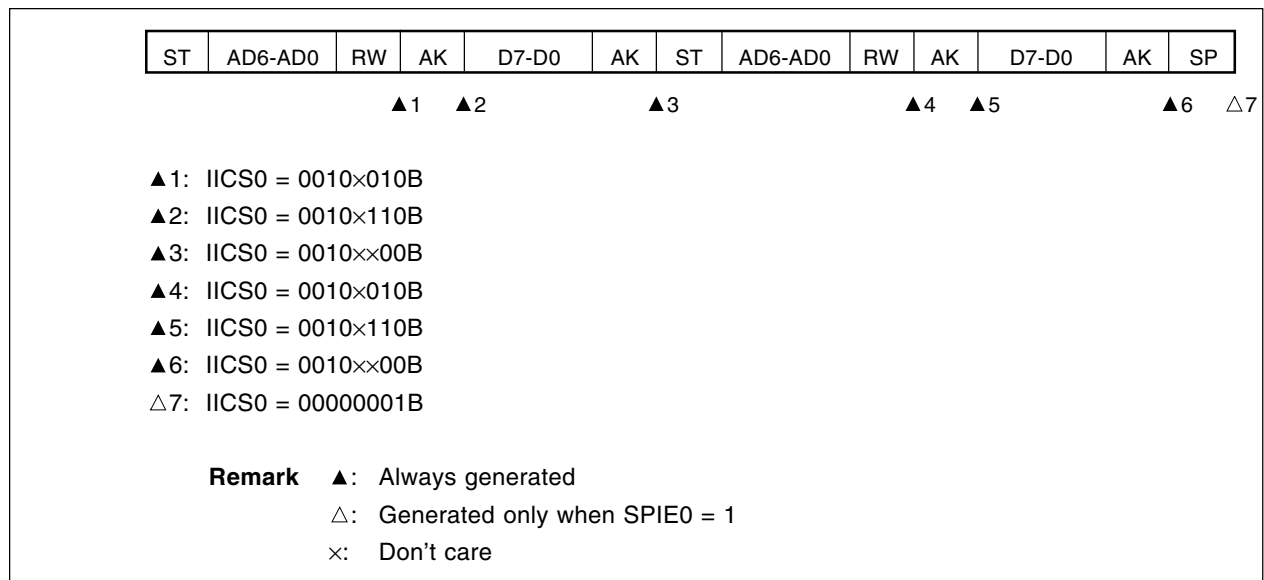 ST AD6-AD0 RW AK D7-D0 AK ST AD6-AD0 RW AK D7-D0 AK SP
▲1 ▲2 ▲3 ▲4 ▲5 ▲6 △7
▲1: IICS0 = 0010×010B
▲2: IICS0 = 0010×110B
▲3: IICS0 = 0010××00B
▲4: IICS0 = 0010×010B
▲5: IICS0 = 0010×110B
▲6: IICS0 = 0010××00B
△7: IICS0 = 00000001B
Remark ▲: Always generated
△: Generated only when SPIE0 = 1
×: Don't care